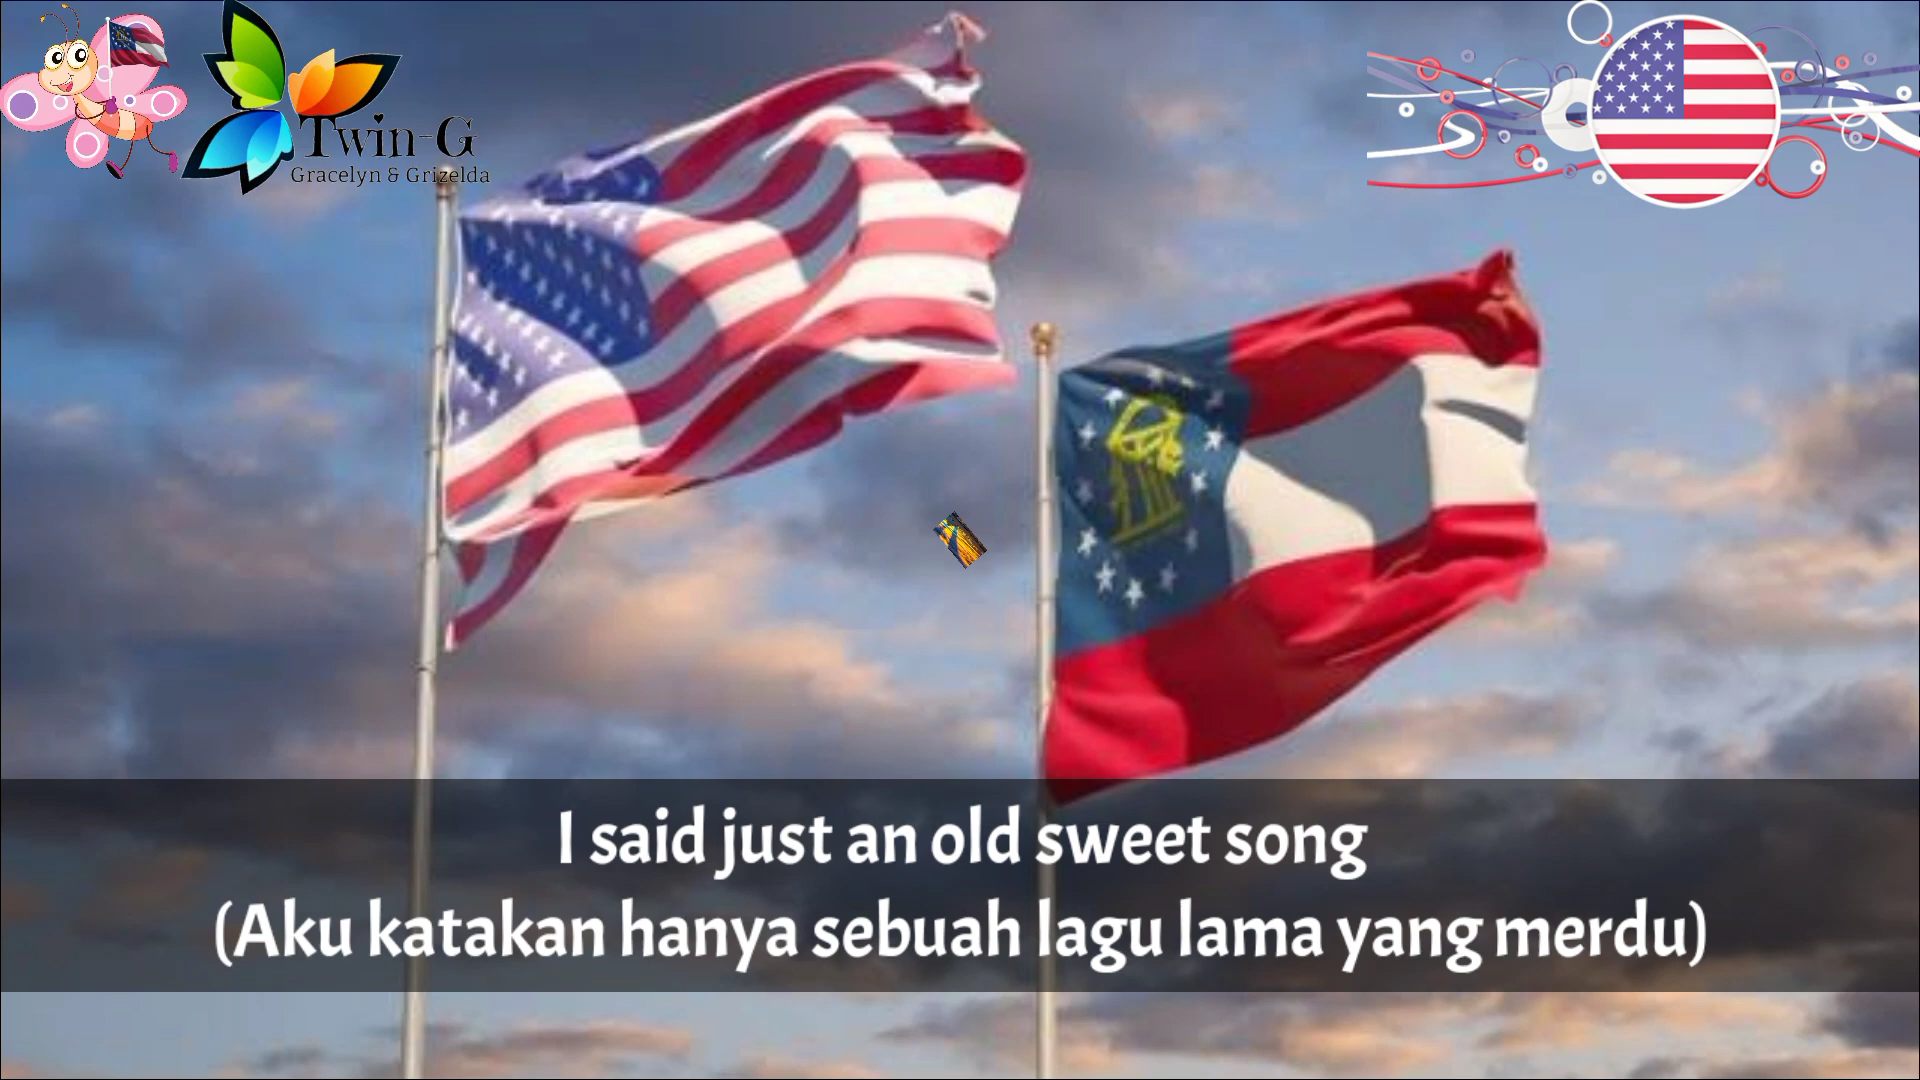 Twin-G
Gracelyn & Grizelda
I said just an old sweet song
(Aku katakan hanya sebuah lagu lama yang merdu)